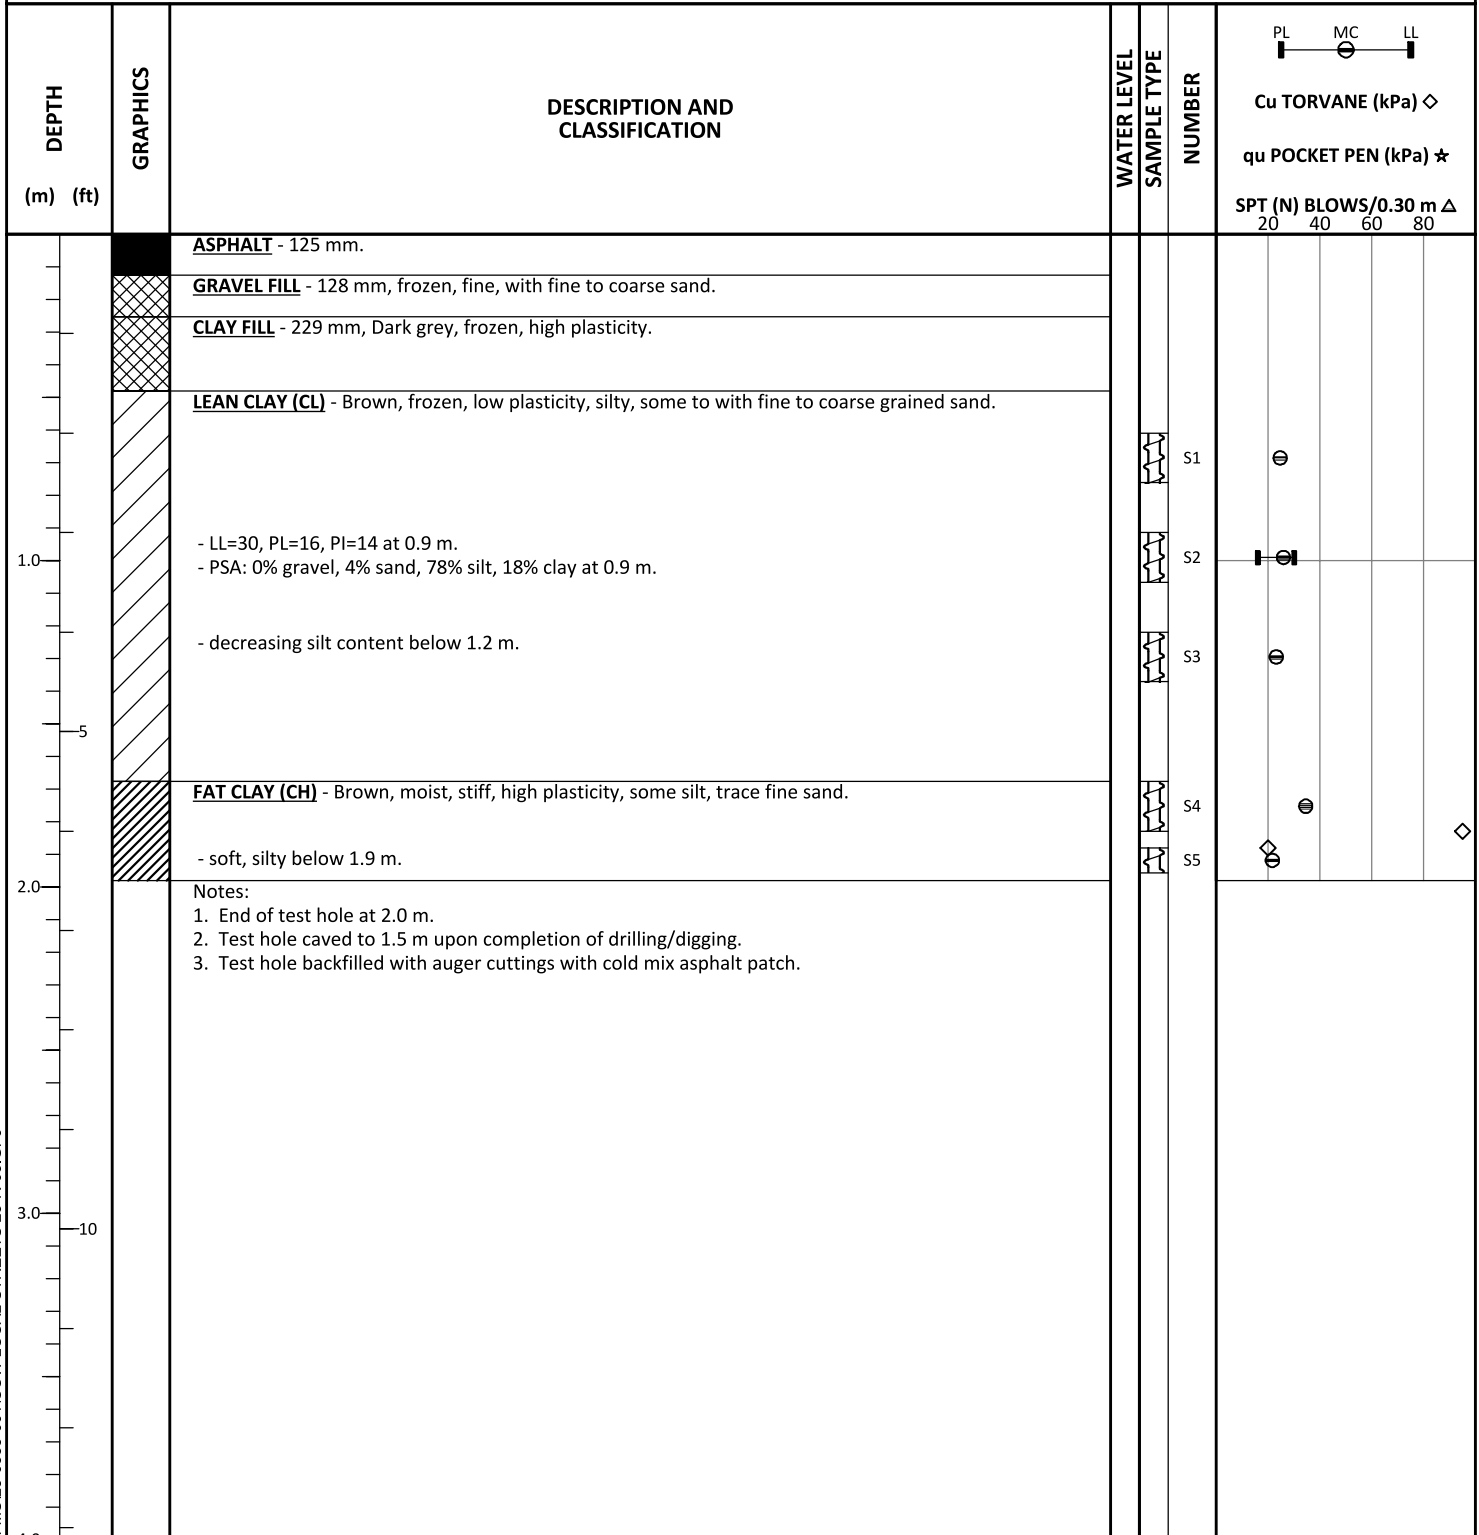 DEPTH
(m) (ft)
GRAPHICS
DESCRIPTION AND
CLASSIFICATION
WATER LEVEL
SAMPLE TYPE
NUMBER
PL MC LL
Cu TORVANE (kPa)
qu POCKET PEN (kPa)
SPT (N) BLOWS/0.30 m
20 40 60 80
ASPHALT - 125 mm.
GRAVEL FILL - 128 mm, frozen, fine, with fine to coarse sand.
CLAY FILL - 229 mm, Dark grey, frozen, high plasticity.
LEAN CLAY (CL) - Brown, frozen, low plasticity, silty, some to with fine to coarse grained sand.
S1
- LL=30, PL=16, PI=14 at 0.9 m.
1.0
- PSA: 0% gravel, 4% sand, 78% silt, 18% clay at 0.9 m.
S2
- decreasing silt content below 1.2 m.
S3
5
FAT CLAY (CH) - Brown, moist, stiff, high plasticity, some silt, trace fine sand.
S4
- soft, silty below 1.9 m.
S5
2.0
Notes:
1. End of test hole at 2.0 m.
2. Test hole caved to 1.5 m upon completion of drilling/digging.
3. Test hole backfilled with auger cuttings with cold mix asphalt patch.
3.0
10